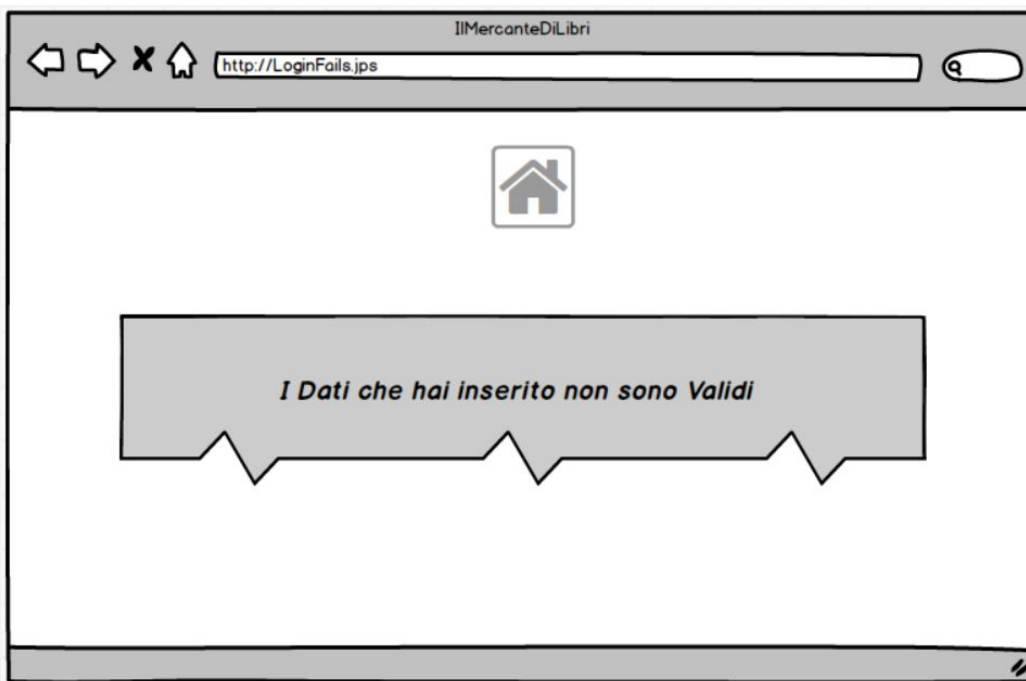 IlMercanteDiLibri
http://LoginFails.jps
I Dati che hai inserito non sono Validi